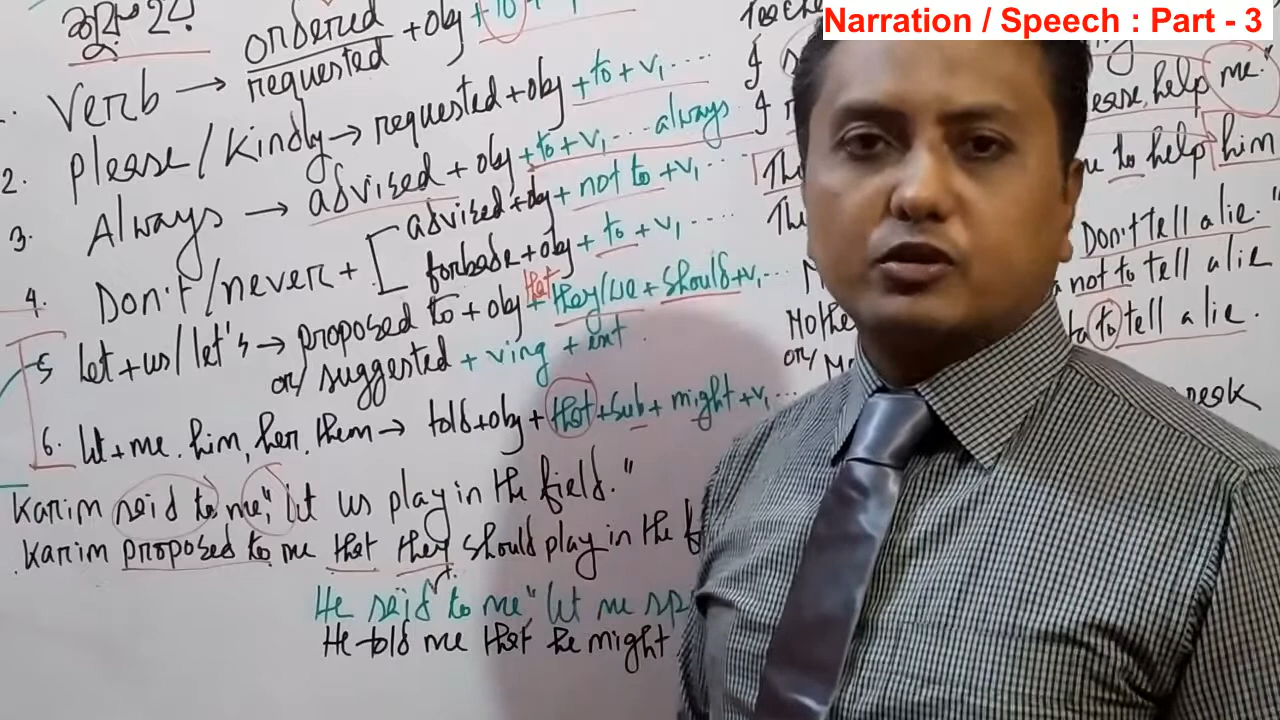 Narration / Speech : Part - 3
ordered
Verb → requested + obj + to
2. Please/kindly → requested + obj + to + v₁ ....
3. Always → advised + obj + to + v₁ ... always
4. Don't/never + [ advised + obj + not to + v₁ ....
forbade + obj + to + v₁ ....
5 let + us/let's → proposed to + obj + that they/we + should + v₁ ...
or/ suggested + ving + ext .
6. let + me. him, her. them → told + obj + that + sub + might + v₁ ...
Karim said to me, "let us play in the field."
Karim proposed to me that they should play in the
He said to me, "let me
He told me that he might
help me."
to help him
Don't tell a lie."
not to tell a lie
to tell a lie.
or/